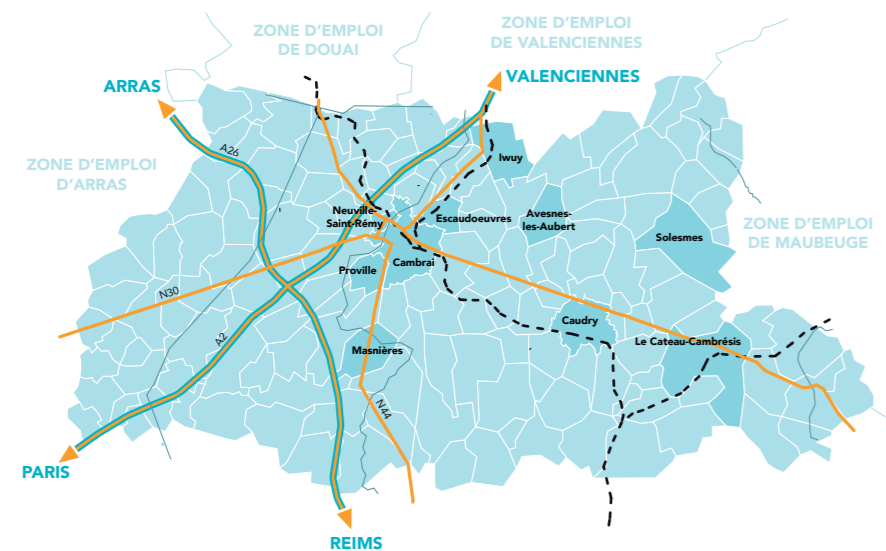 ZONE D'EMPLOI
DE DOUAI
ZONE D'EMPLOI
DE VALENCIENNES
ARRAS
VALENCIENNES
A26
ZONE D'EMPLOI
D'ARRAS
Iwuy
Neuville-
Saint-Rémy
Escaudoeuvres
Avesnes-
les-Aubert
Solesmes
ZONE D'EMPLOI
DE MAUBEUGE
Proville
Cambrai
N30
A2
Caudry
Le Cateau-Cambrésis
Masnières
N44
PARIS
REIMS